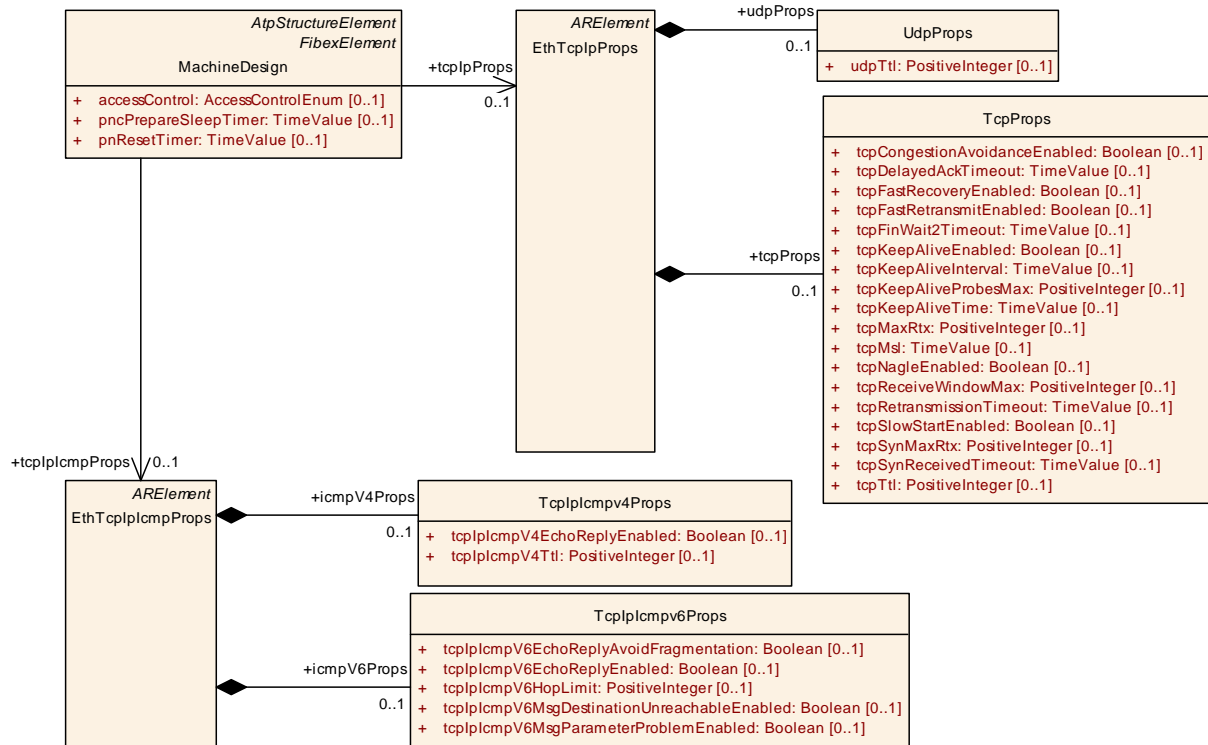 AtpStructureElement
FibexElement
MachineDesign
+ accessControl: AccessControlEnum [0..1]
+ pncPrepareSleepTimer: TimeValue [0..1]
+ pnResetTimer: TimeValue [0..1]
+tcpIpProps
0..1
ARElement
EthTcpIpProps
+udpProps
0..1
UdpProps
+ udpTtl: PositiveInteger [0..1]
+tcpProps
0..1
TcpProps
+ tcpCongestionAvoidanceEnabled: Boolean [0..1]
+ tcpDelayedAckTimeout: TimeValue [0..1]
+ tcpFastRecoveryEnabled: Boolean [0..1]
+ tcpFastRetransmitEnabled: Boolean [0..1]
+ tcpFinWait2Timeout: TimeValue [0..1]
+ tcpKeepAliveEnabled: Boolean [0..1]
+ tcpKeepAliveInterval: TimeValue [0..1]
+ tcpKeepAliveProbesMax: PositiveInteger [0..1]
+ tcpKeepAliveTime: TimeValue [0..1]
+ tcpMaxRtx: PositiveInteger [0..1]
+ tcpMsl: TimeValue [0..1]
+ tcpNagleEnabled: Boolean [0..1]
+ tcpReceiveWindowMax: PositiveInteger [0..1]
+ tcpRetransmissionTimeout: TimeValue [0..1]
+ tcpSlowStartEnabled: Boolean [0..1]
+ tcpSynMaxRtx: PositiveInteger [0..1]
+ tcpSynReceivedTimeout: TimeValue [0..1]
+ tcpTtl: PositiveInteger [0..1]
+tcpIpIcmpProps
0..1
ARElement
EthTcpIpIcmpProps
+icmpV4Props
0..1
TcpIpIcmpv4Props
+ tcpIpIcmpV4EchoReplyEnabled: Boolean [0..1]
+ tcpIpIcmpV4Ttl: PositiveInteger [0..1]
+icmpV6Props
0..1
TcpIpIcmpv6Props
+ tcpIpIcmpV6EchoReplyAvoidFragmentation: Boolean [0..1]
+ tcpIpIcmpV6EchoReplyEnabled: Boolean [0..1]
+ tcpIpIcmpV6HopLimit: PositiveInteger [0..1]
+ tcpIpIcmpV6MsgDestinationUnreachableEnabled: Boolean [0..1]
+ tcpIpIcmpV6MsgParameterProblemEnabled: Boolean [0..1]